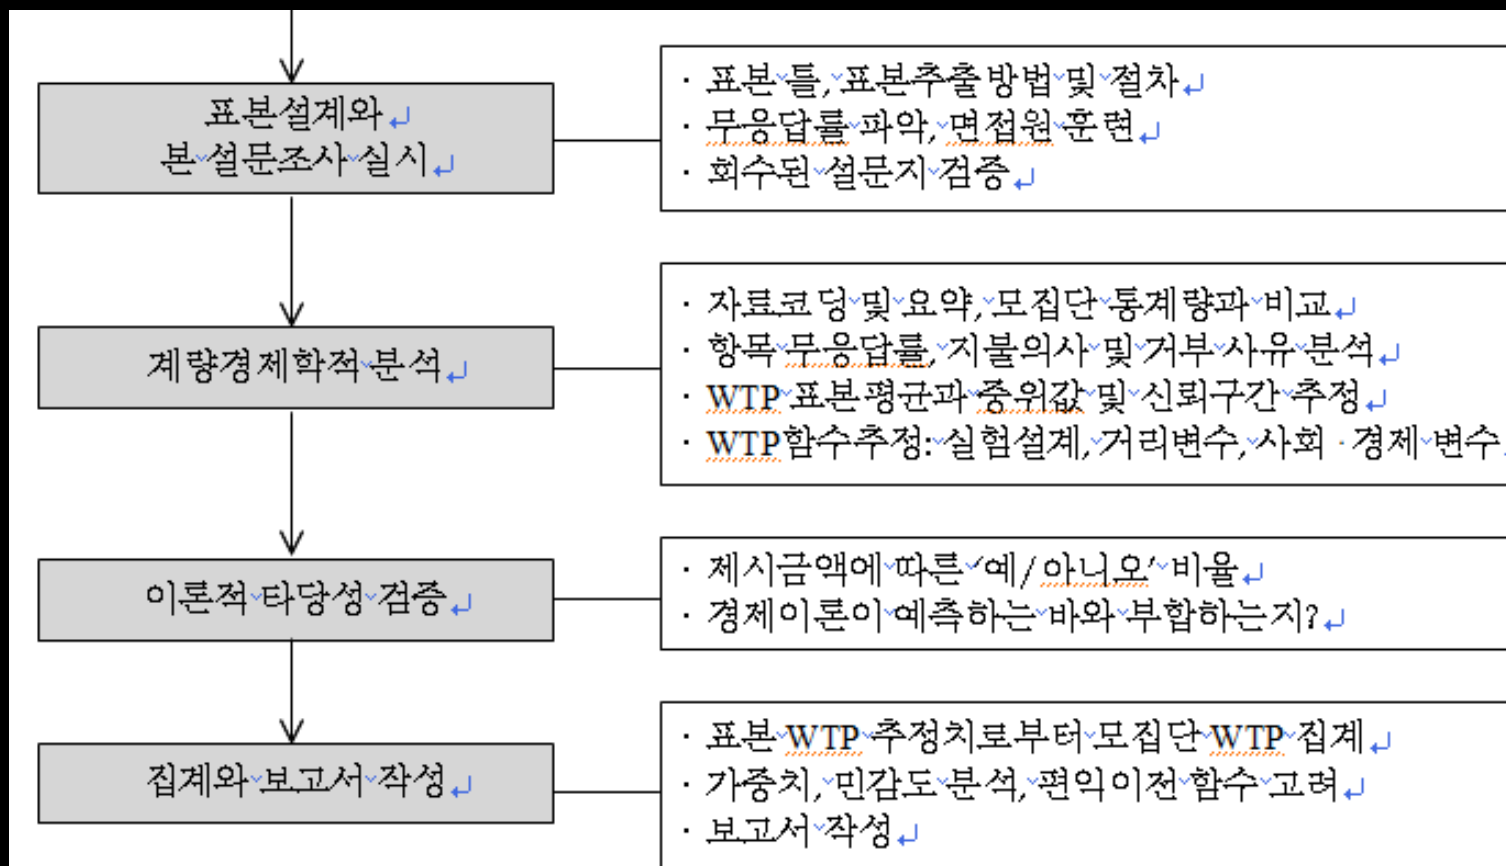 표본설계와
본 설문조사 실시
· 표본 틀, 표본추출 방법 및 절차
· 무응답률 파악, 면접원 훈련
· 회수된 설문지 검증
계량경제학적 분석
· 자료코딩 및 요약, 모집단 통계량과 비교
· 항목 무응답률, 지불의사 및 거부 사유 분석
· WTP 표본평균과 중위값 및 신뢰구간 추정
· WTP함수추정: 실험설계, 거리변수, 사회 · 경제 변수
이론적 타당성 검증
· 제시금액에 따른 ‘예/아니오’ 비율
· 경제이론이 예측하는 바와 부합하는지?
집계와 보고서 작성
· 표본 WTP 추정치로부터 모집단 WTP 집계
· 가중치, 민감도 분석, 편익이전 함수 고려
· 보고서 작성